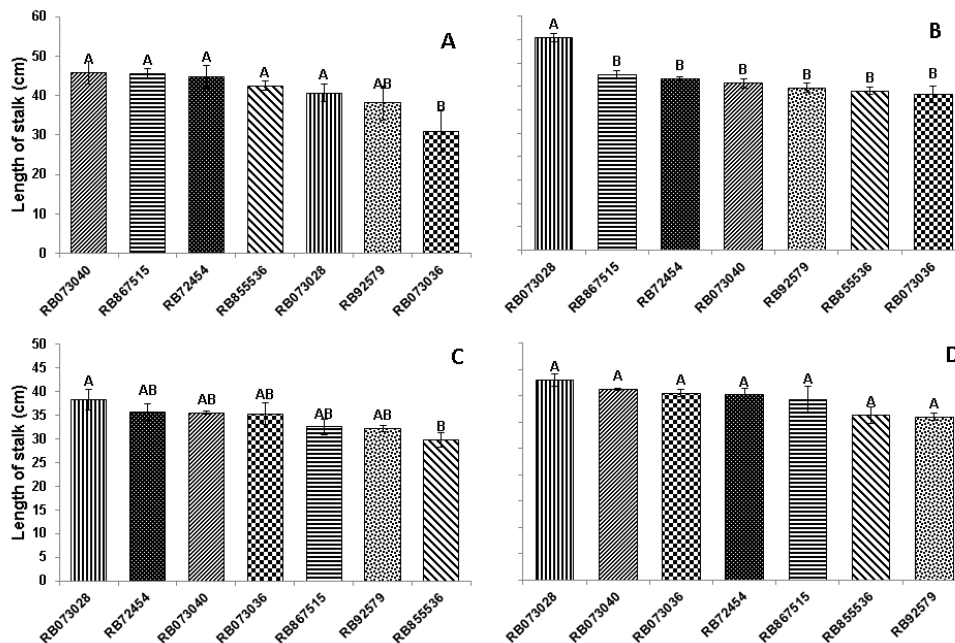 60
50
40
30
20
10
0
Length of stalk (cm)
A
A A A A A AB B
RB073040 RB867515 RB72454 RB855536 RB073028 RB92579 RB073036
B
A B B B B B B
RB073028 RB867515 RB72454 RB073040 RB92579 RB855536 RB073036
50
45
40
35
30
25
20
15
10
5
0
Length of stalk (cm)
C
A AB AB AB AB AB B
RB073028 RB72454 RB073040 RB073036 RB867515 RB92579 RB855536
D
A A A A A A A
RB073028 RB073040 RB073036 RB72454 RB867515 RB855536 RB92579